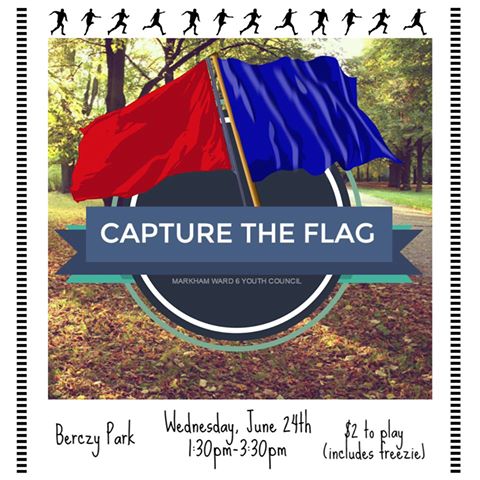 CAPTURE THE FLAG
MARKHAM WARD 6 YOUTH COUNCIL
Berczy Park
Wednesday, June 24th
1:30pm-3:30pm
$2 to play
(includes freezie)